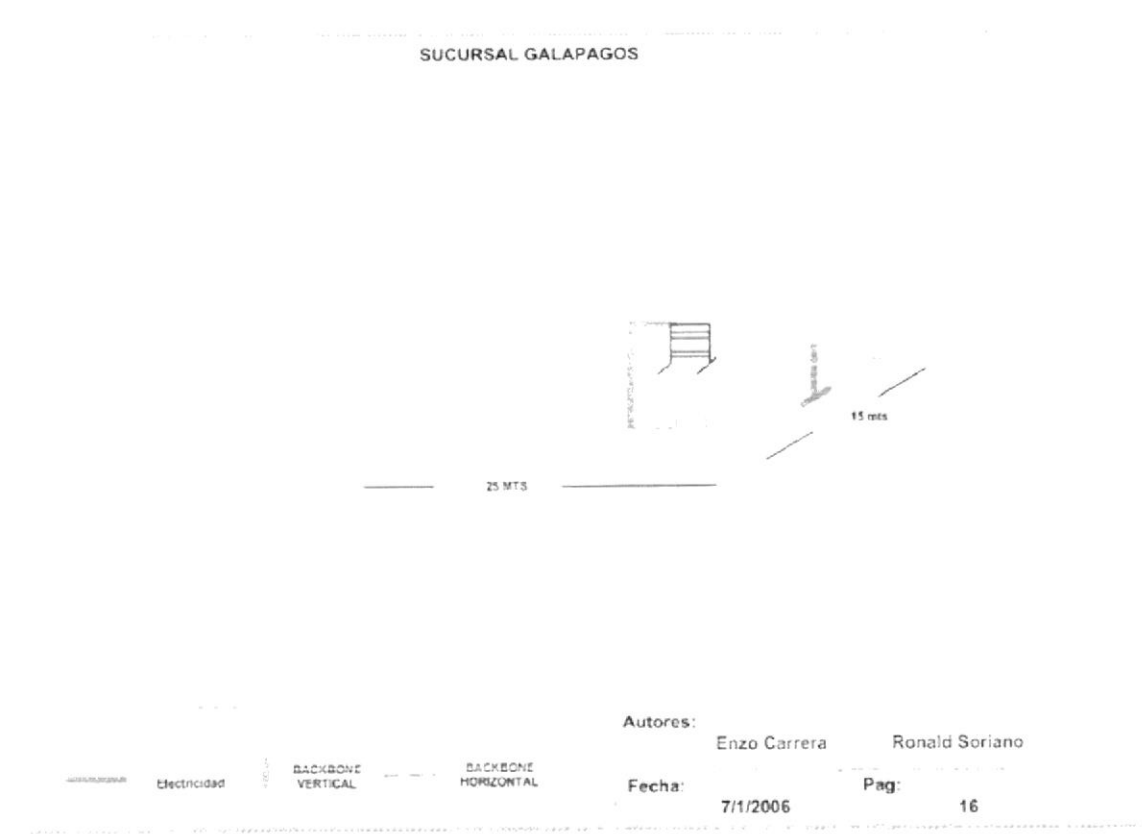 SUCURSAL GALAPAGOS
15 mts
25 MTS
Autores:
Enzo Carrera Ronald Soriano
Electricidad
BACKBONE
VERTICAL
BACKBONE
HORIZONTAL
Fecha:
7/1/2006
Pag:
16